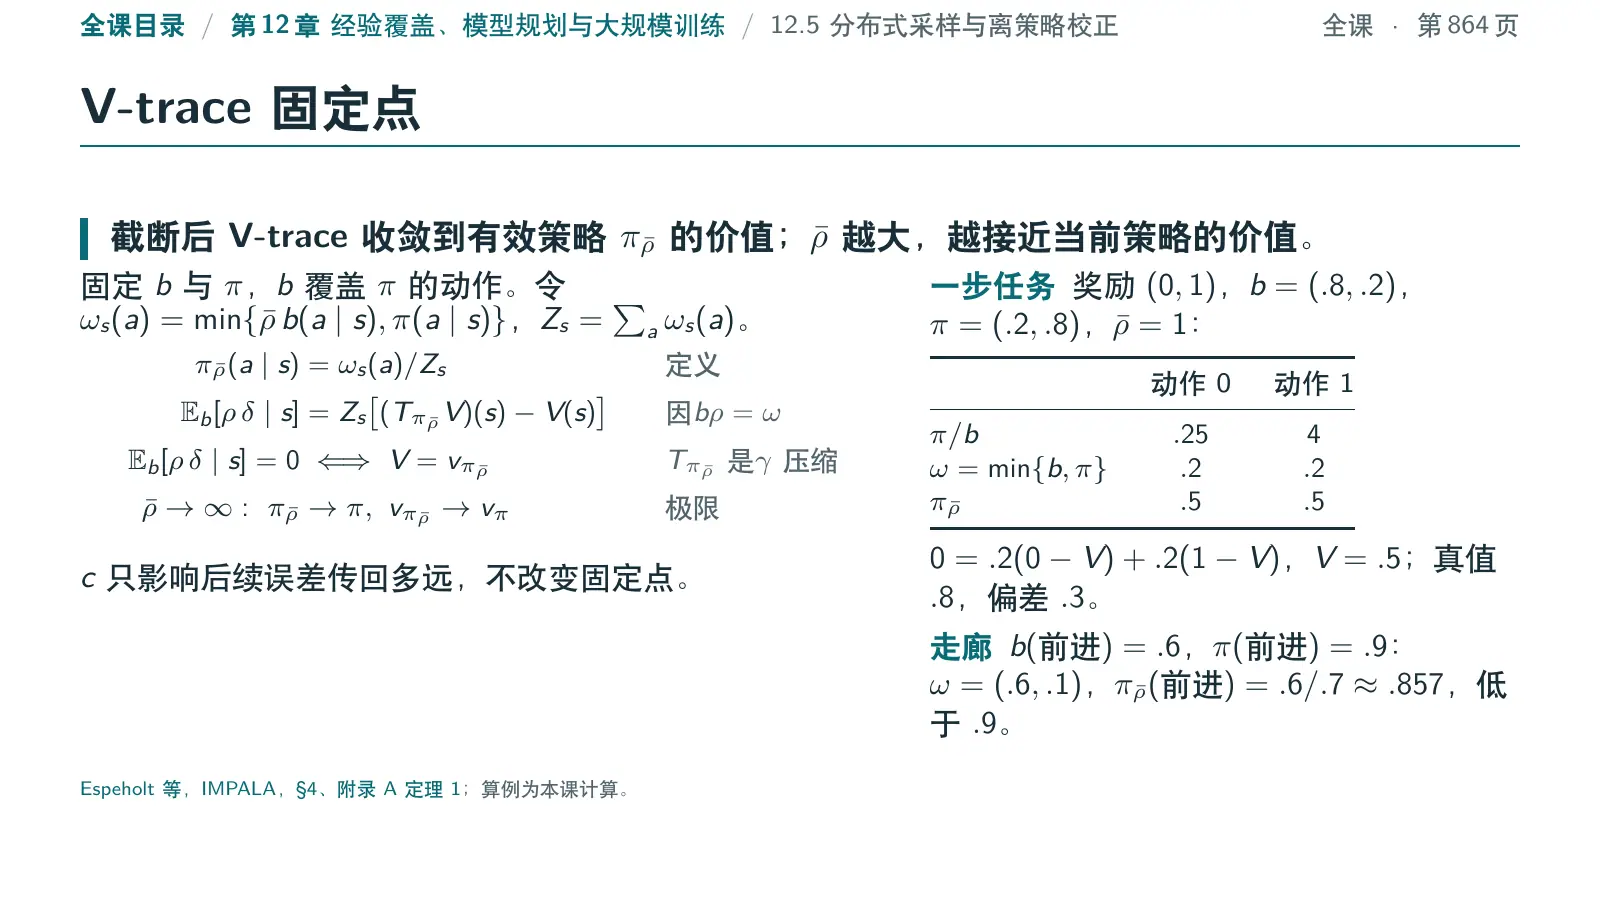 全课目录 / 第 12 章 经验覆盖、模型规划与大规模训练 / 12.5 分布式采样与离策略校正
全课 · 第 864 页
V-trace 固定点
截断后 V-trace 收敛到有效策略 π_ρ̄ 的价值；ρ̄ 越大，越接近当前策略的价值。
固定 b 与 π，b 覆盖 π 的动作。令
ω_s(a) = min{ρ̄ b(a | s), π(a | s)}，Z_s = ∑_a ω_s(a)。
π_ρ̄(a | s) = ω_s(a)/Z_s 定义
𝔼_b[ρ δ | s] = Z_s[(T_{π_ρ̄} V)(s) − V(s)] 因bρ = ω
𝔼_b[ρ δ | s] = 0 ⟺ V = v_{π_ρ̄} T_{π_ρ̄} 是γ 压缩
ρ̄ → ∞ : π_ρ̄ → π, v_{π_ρ̄} → v_π 极限
c 只影响后续误差传回多远，不改变固定点。
一步任务 奖励 (0, 1)，b = (.8, .2)，
π = (.2, .8)，ρ̄ = 1：
动作 0 动作 1
π/b .25 4
ω = min{b, π} .2 .2
π_ρ̄ .5 .5
0 = .2(0 − V) + .2(1 − V)，V = .5；真值
.8，偏差 .3。
走廊 b(前进) = .6，π(前进) = .9：
ω = (.6, .1)，π_ρ̄(前进) = .6/.7 ≈ .857，低
于 .9。
Espeholt 等，IMPALA，§4、附录 A 定理 1；算例为本课计算。